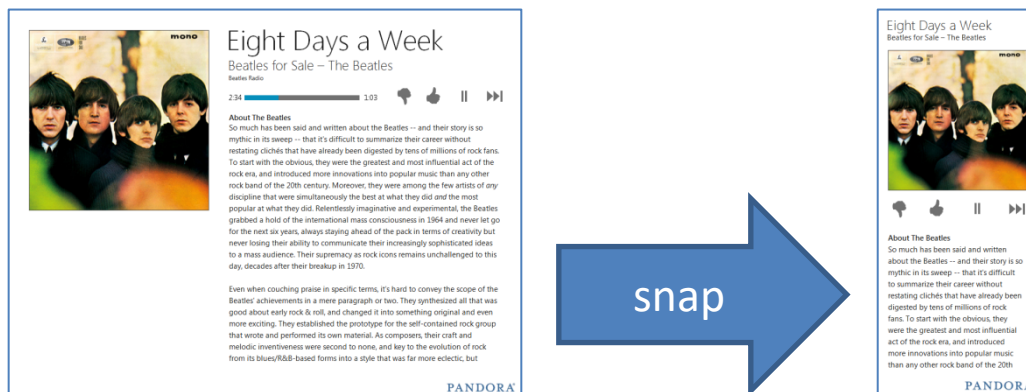 mono
Eight Days a Week
Beatles for Sale – The Beatles
Beatles Radio
2:34 1:03
About The Beatles
So much has been said and written about the Beatles -- and their story is so
mythic in its sweep -- that it's difficult to summarize their career without
restating clichés that have already been digested by tens of millions of rock fans.
To start with the obvious, they were the greatest and most influential act of the
rock era, and introduced more innovations into popular music than any other
rock band of the 20th century. Moreover, they were among the few artists of any
discipline that were simultaneously the best at what they did and the most
popular at what they did. Relentlessly imaginative and experimental, the Beatles
grabbed a hold of the international mass consciousness in 1964 and never let go
for the next six years, always staying ahead of the pack in terms of creativity but
never losing their ability to communicate their increasingly sophisticated ideas
to a mass audience. Their supremacy as rock icons remains unchallenged to this
day, decades after their breakup in 1970.
Even when couching praise in specific terms, it's hard to convey the scope of the
Beatles' achievements in a mere paragraph or two. They synthesized all that was
good about early rock & roll, and changed it into something original and even
more exciting. They established the prototype for the self-contained rock group
that wrote and performed its own material. As composers, their craft and
melodic inventiveness were second to none, and key to the evolution of rock
from its blues/R&B-based forms into a style that was far more eclectic, but
PANDORA
snap
Eight Days a Week
Beatles for Sale – The Beatles
mono
About The Beatles
So much has been said and written
about the Beatles -- and their story is so
mythic in its sweep -- that it's difficult
to summarize their career without
restating clichés that have already been
digested by tens of millions of rock
fans. To start with the obvious, they
were the greatest and most influential
act of the rock era, and introduced
more innovations into popular music
than any other rock band of the 20th
PANDORA